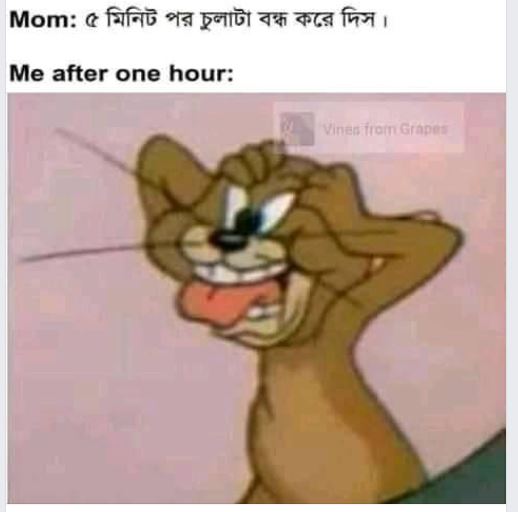 Mom: ৫ মিনিট পর চুলাটা বন্ধ করে দিস।
Me after one hour:
Vines from Grapes